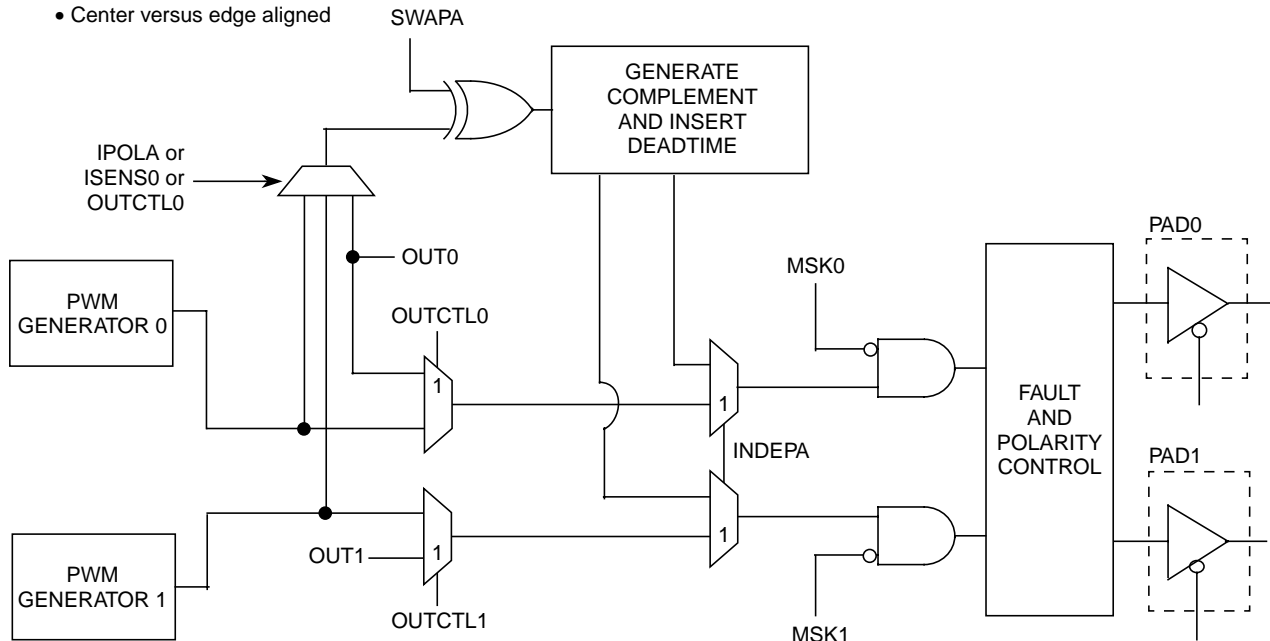 • Center versus edge aligned
SWAPA
GENERATE
COMPLEMENT
AND INSERT
DEADTIME
IPOLA or
ISENS0 or
OUTCTL0
OUT0
PWM
GENERATOR 0
OUTCTL0
1
MSK0
PAD0
1
INDEPA
FAULT
AND
POLARITY
CONTROL
PAD1
PWM
GENERATOR 1
OUT1
1
OUTCTL1
1
MSK1